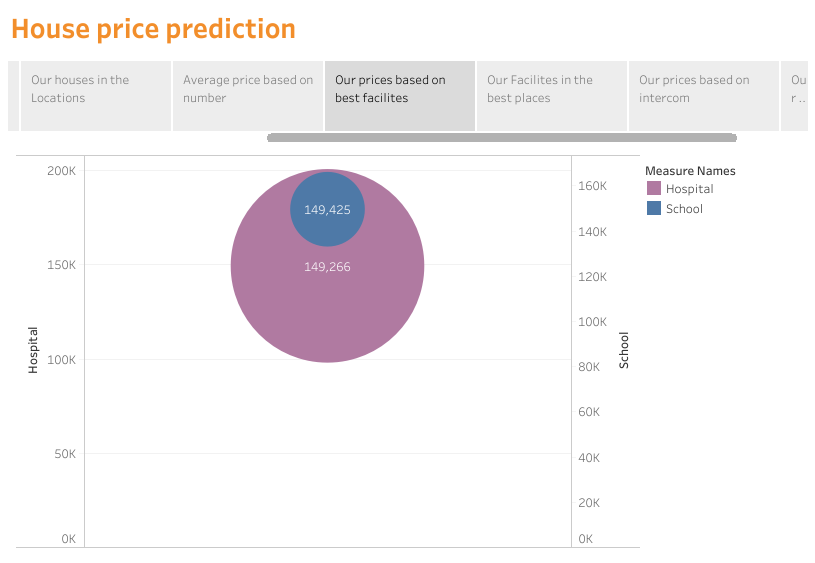 House price prediction
Our houses in the
Locations
Average price based on
number
Our prices based on
best facilites
Our Facilites in the
best places
Our prices based on
intercom
Ou
r ..
200K
150K
100K
50K
0K
Hospital
149,425
149,266
160K
140K
120K
100K
80K
60K
40K
20K
0K
School
Measure Names
Hospital
School